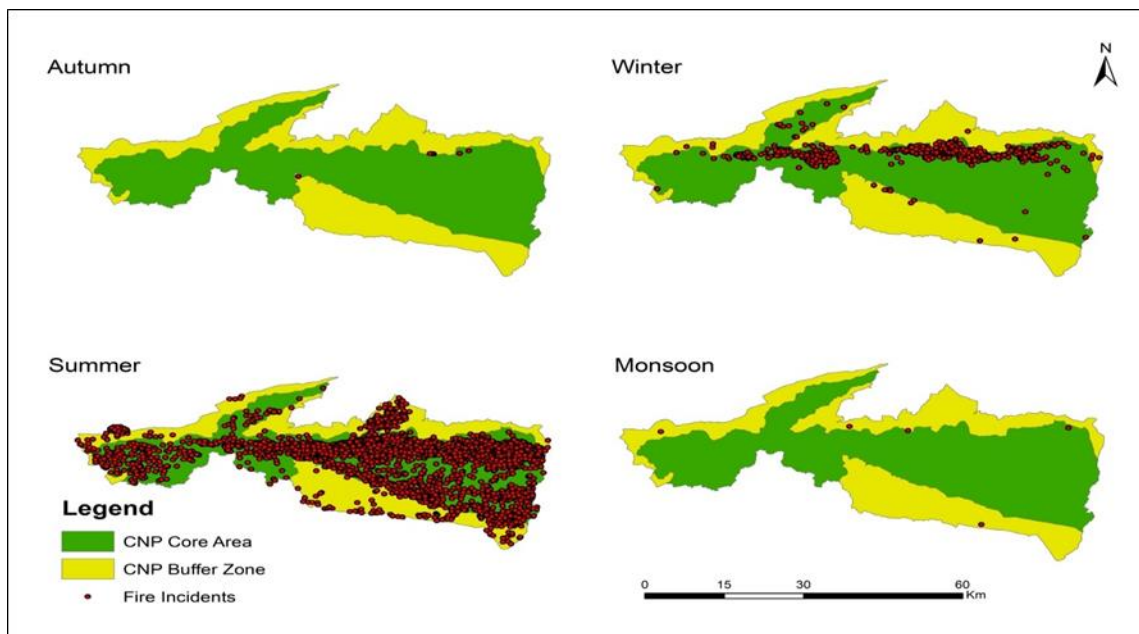 Autumn
Winter
N
Summer
Monsoon
Legend
CNP Core Area
CNP Buffer Zone
Fire Incidents
0 15 30 60
Km